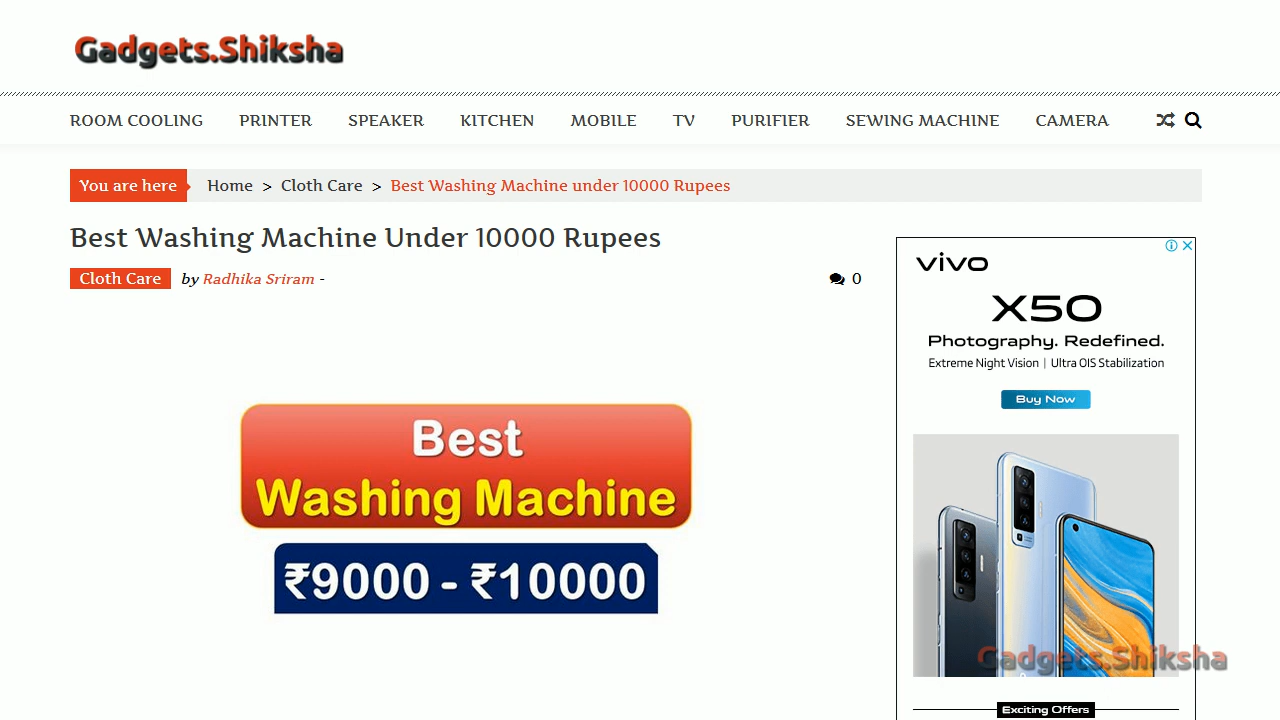 Gadgets.Shiksha
ROOM COOLING PRINTER SPEAKER KITCHEN MOBILE TV PURIFIER SEWING MACHINE CAMERA
You are here Home > Cloth Care > Best Washing Machine under 10000 Rupees
Best Washing Machine Under 10000 Rupees
Cloth Care by Radhika Sriram - 0
Best
Washing Machine
₹9000 - ₹10000
vivo
X50
Photography. Redefined.
Extreme Night Vision | Ultra OIS Stabilization
Buy Now
Gadgets.Shiksha
Exciting Offers